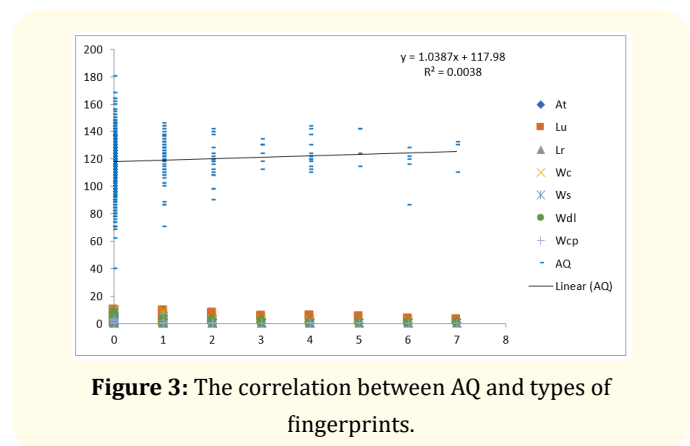 200
180
160
140
120
100
80
60
40
20
0
0 1 2 3 4 5 6 7 8
y = 1.0387x + 117.98
R² = 0.0038
At
Lu
Lr
Wc
Ws
Wdl
Wcp
AQ
Linear (AQ)
Figure 3: The correlation between AQ and types of
fingerprints.